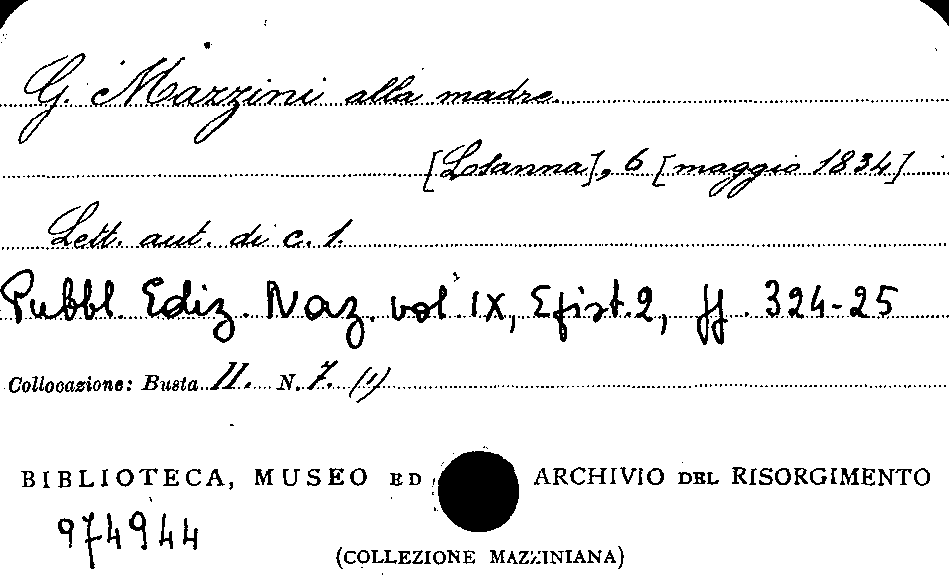 G. Mazzini alla madre.
[Losanna], 6 [maggio 1834]
Lett. aut. di c. 1.
Pubbl. Ediz. Naz. vol. IX, Epist. 2, pp. 324-25
Collocazione: Busta II. N. 7. (1)
BIBLIOTECA, MUSEO ED ARCHIVIO DEL RISORGIMENTO
974944
(COLLEZIONE MAZZINIANA)